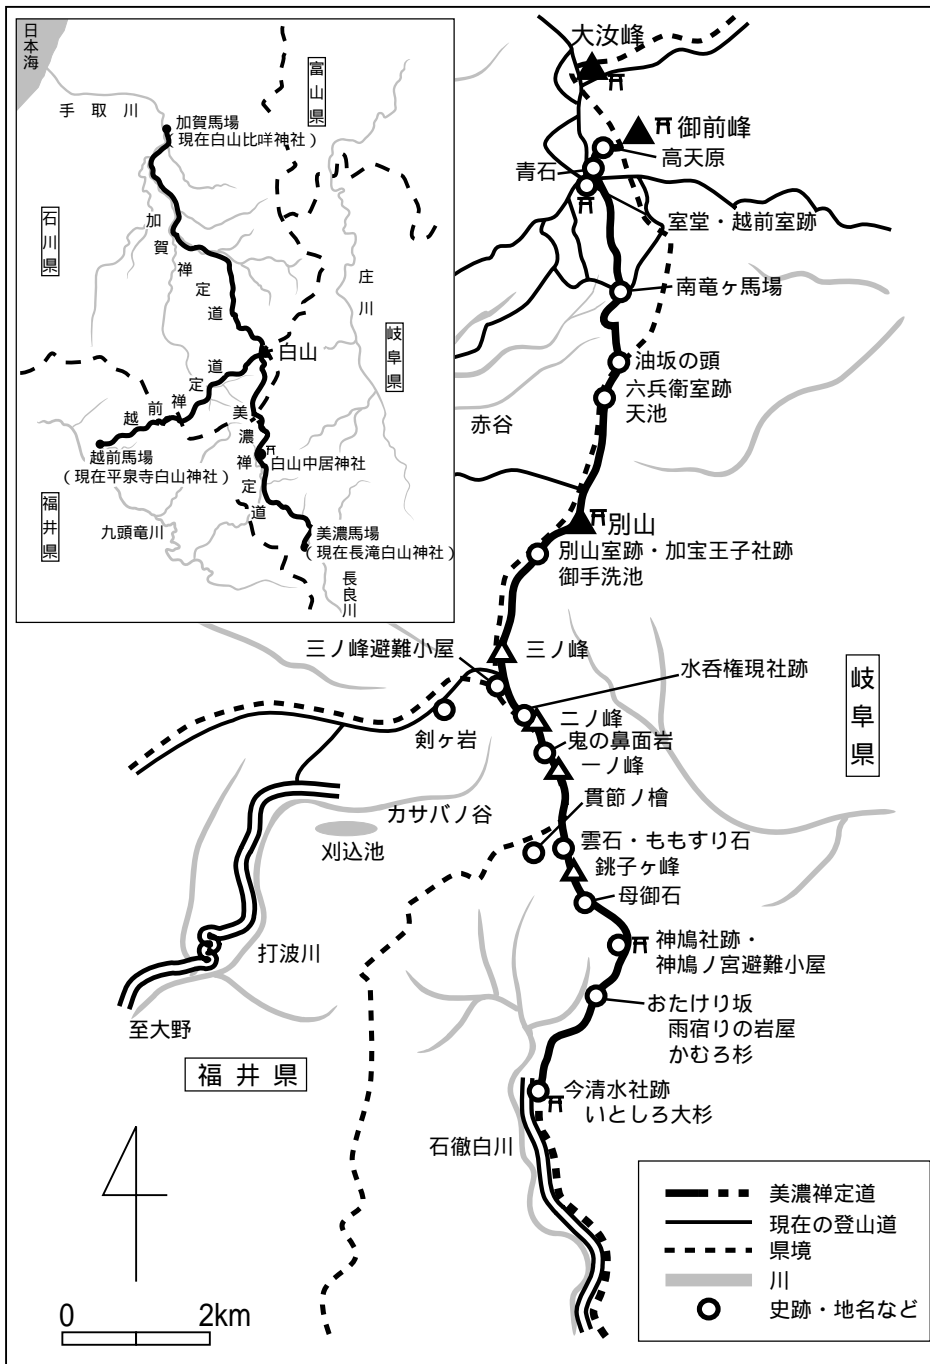 日本海
手取川
加賀馬場
(現在白山比咩神社)
富山県
石川県
加賀禅定道
庄川
岐阜県
白山
越前禅定道
美濃禅定道
越前馬場
(現在平泉寺白山神社)
白山中居神社
福井県
九頭竜川
美濃馬場
(現在長滝白山神社)
長良川
大汝峰
御前峰
高天原
青石
室堂・越前室跡
南竜ヶ馬場
油坂の頭
六兵衛室跡
天池
赤谷
別山
別山室跡・加宝王子社跡
御手洗池
三ノ峰避難小屋
三ノ峰
水呑権現社跡
岐阜県
剣ヶ岩
二ノ峰
鬼の鼻面岩
一ノ峰
貫節ノ檜
カサバノ谷
刈込池
雲石・ももすり石
銚子ヶ峰
母御石
打波川
神鳩社跡・
神鳩ノ宮避難小屋
至大野
おたけり坂
雨宿りの岩屋
かむろ杉
福井県
今清水社跡
いとしろ大杉
石徹白川
美濃禅定道
現在の登山道
県境
川
史跡・地名など
0 2km